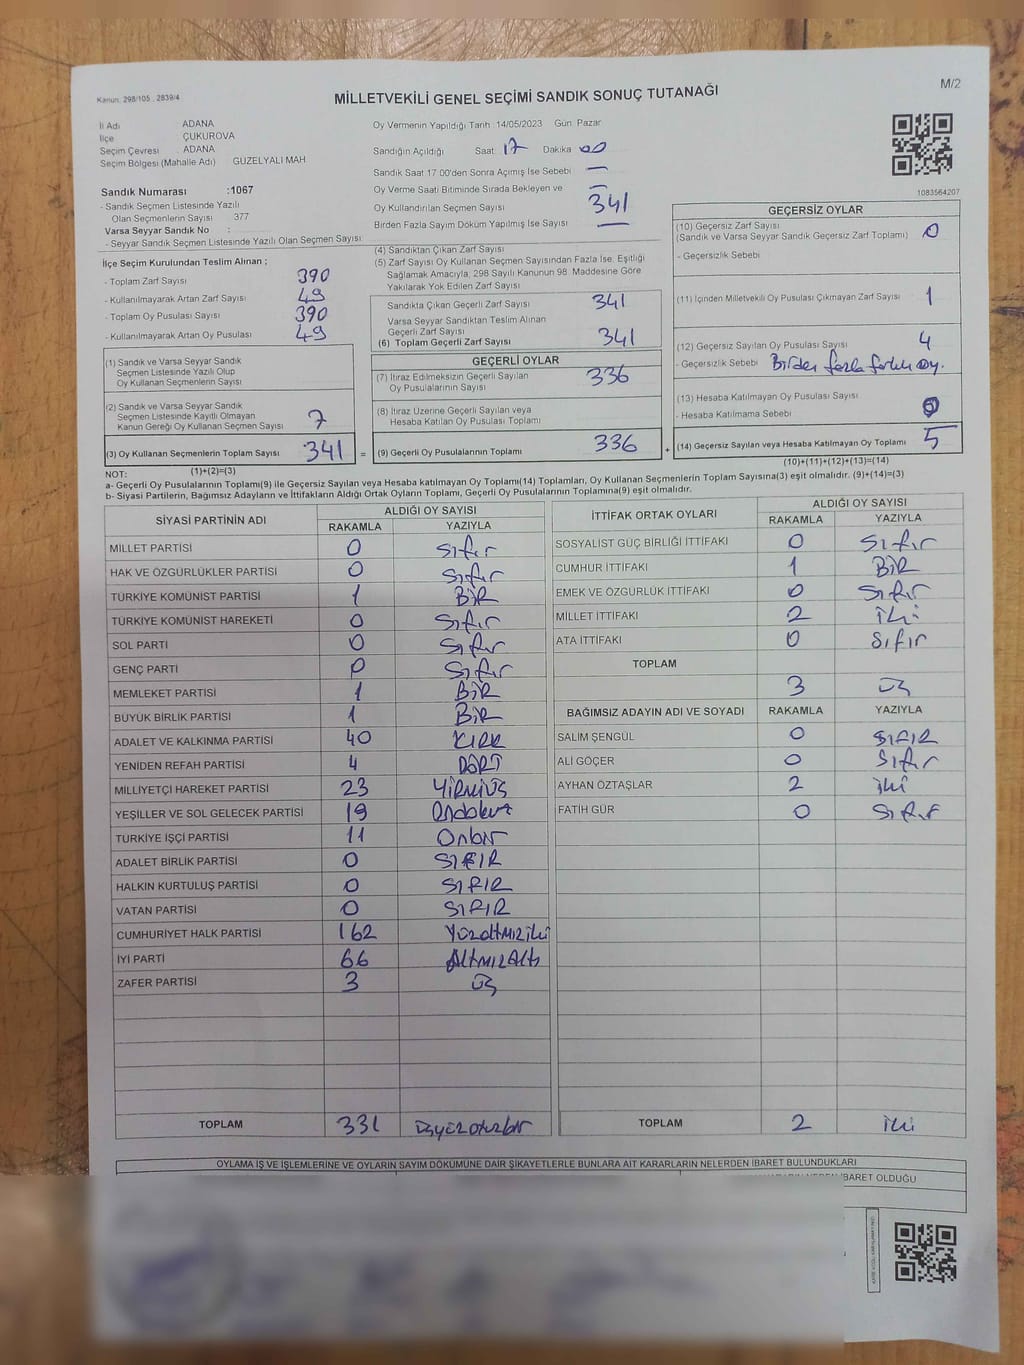 Kanun: 298/105 , 2839/4
MİLLETVEKİLİ GENEL SEÇİMİ SANDIK SONUÇ TUTANAĞI
M/2
İl Adı ADANA
İlçe ÇUKUROVA
Seçim Çevresi ADANA
Seçim Bölgesi (Mahalle Adı) GÜZELYALI MAH
Sandık Numarası :1067
- Sandık Seçmen Listesinde Yazılı
Olan Seçmenlerin Sayısı 377
Varsa Seyyar Sandık No :
- Seyyar Sandık Seçmen Listesinde Yazılı Olan Seçmen Sayısı
Oy Vermenin Yapıldığı Tarih 14/05/2023 Gün Pazar
Sandığın Açıldığı Saat 17 Dakika 00
Sandık Saat 17.00'den Sonra Açımış İse Sebebi —
Oy Verme Saati Bitiminde Sırada Bekleyen ve —
Oy Kullandırılan Seçmen Sayısı 341
Birden Fazla Sayım Döküm Yapılmış İse Sayısı —
1083564207
İlçe Seçim Kurulundan Teslim Alınan ;
- Toplam Zarf Sayısı 390
- Kullanılmayarak Artan Zarf Sayısı 49
- Toplam Oy Pusulası Sayısı 390
- Kullanılmayarak Artan Oy Pusulası 49
(1) Sandık ve Varsa Seyyar Sandık
Seçmen Listesinde Yazılı Olup
Oy Kullanan Seçmenlerin Sayısı
(2) Sandık ve Varsa Seyyar Sandık
Seçmen Listesinde Kayıtlı Olmayan
Kanun Gereği Oy Kullanan Seçmen Sayısı 7
(3) Oy Kullanan Seçmenlerin Toplam Sayısı 341 =
(4) Sandıktan Çıkan Zarf Sayısı
(5) Zarf Sayısı Oy Kullanan Seçmen Sayısından Fazla İse, Eşitliği
Sağlamak Amacıyla, 298 Sayılı Kanunun 98. Maddesine Göre
Yakılarak Yok Edilen Zarf Sayısı
Sandıkta Çıkan Geçerli Zarf Sayısı 341
Varsa Seyyar Sandıktan Teslim Alınan
Geçerli Zarf Sayısı
(6) Toplam Geçerli Zarf Sayısı 341
GEÇERLİ OYLAR
(7) İtiraz Edilmeksizin Geçerli Sayılan
Oy Pusulalarının Sayısı 336
(8) İtiraz Üzerine Geçerli Sayılan veya
Hesaba Katılan Oy Pusulası Toplamı
(9) Geçerli Oy Pusulalarının Toplamı 336 +
GEÇERSİZ OYLAR
(10) Geçersiz Zarf Sayısı
(Sandık ve Varsa Seyyar Sandık Geçersiz Zarf Toplamı) 0
- Geçersizlik Sebebi
(11) İçinden Milletvekili Oy Pusulası Çıkmayan Zarf Sayısı 1
(12) Geçersiz Sayılan Oy Pusulası Sayısı 4
- Geçersizlik Sebebi Birden fazla farklı oy.
(13) Hesaba Katılmayan Oy Pusulası Sayısı
- Hesaba Katılmama Sebebi 0
(14) Geçersiz Sayılan veya Hesaba Katılmayan Oy Toplamı 5
NOT: (1)+(2)=(3)
(10)+(11)+(12)+(13)=(14)
a- Geçerli Oy Pusulalarının Toplamı(9) ile Geçersiz Sayılan veya Hesaba Katılmayan Oy Toplamı(14) Toplamları, Oy Kullanan Seçmenlerin Toplam Sayısına(3) eşit olmalıdır. (9)+(14)=(3)
b- Siyasi Partilerin, Bağımsız Adayların ve İttifakların Aldığı Ortak Oyların Toplamı, Geçerli Oy Pusulalarının Toplamına(9) eşit olmalıdır.
SİYASİ PARTİNİN ADI ALDIĞI OY SAYISI
RAKAMLA YAZIYLA
MİLLET PARTİSİ 0 Sıfır
HAK VE ÖZGÜRLÜKLER PARTİSİ 0 Sıfır
TÜRKİYE KOMÜNİST PARTİSİ 1 BİR
TÜRKİYE KOMÜNİST HAREKETİ 0 Sıfır
SOL PARTİ 0 Sıfır
GENÇ PARTİ 0 Sıfır
MEMLEKET PARTİSİ 1 BİR
BÜYÜK BİRLİK PARTİSİ 1 BİR
ADALET VE KALKINMA PARTİSİ 40 KIRK
YENİDEN REFAH PARTİSİ 4 DÖRT
MİLLİYETÇİ HAREKET PARTİSİ 23 YİRMİÜÇ
YEŞİLLER VE SOL GELECEK PARTİSİ 19 Ondokuz
TÜRKİYE İŞÇİ PARTİSİ 11 Onbir
ADALET BİRLİK PARTİSİ 0 SIFIR
HALKIN KURTULUŞ PARTİSİ 0 SIFIR
VATAN PARTİSİ 0 SIFIR
CUMHURİYET HALK PARTİSİ 162 Yüzaltmışiki
İYİ PARTİ 66 AltmışAltı
ZAFER PARTİSİ 3 Üç
TOPLAM 331 üçyüzotuzbir
İTTİFAK ORTAK OYLARI ALDIĞI OY SAYISI
RAKAMLA YAZIYLA
SOSYALİST GÜÇ BİRLİĞİ İTTİFAKI 0 Sıfır
CUMHUR İTTİFAKI 1 BİR
EMEK VE ÖZGÜRLÜK İTTİFAKI 0 Sıfır
MİLLET İTTİFAKI 2 İki
ATA İTTİFAKI 0 Sıfır
TOPLAM
3 Üç
BAĞIMSIZ ADAYIN ADI VE SOYADI RAKAMLA YAZIYLA
SALİM ŞENGÜL 0 SIFIR
ALİ GÖÇER 0 Sıfır
AYHAN ÖZTAŞLAR 2 iki
FATİH GÜR 0 Sıfır
TOPLAM 2 iki
OYLAMA İŞ VE İŞLEMLERİNE VE OYLARIN SAYIM DÖKÜMÜNE DAİR ŞİKAYETLERLE BUNLARA AİT KARARLARIN NELERDEN İBARET BULUNDUKLARI
İBARET OLDUĞU